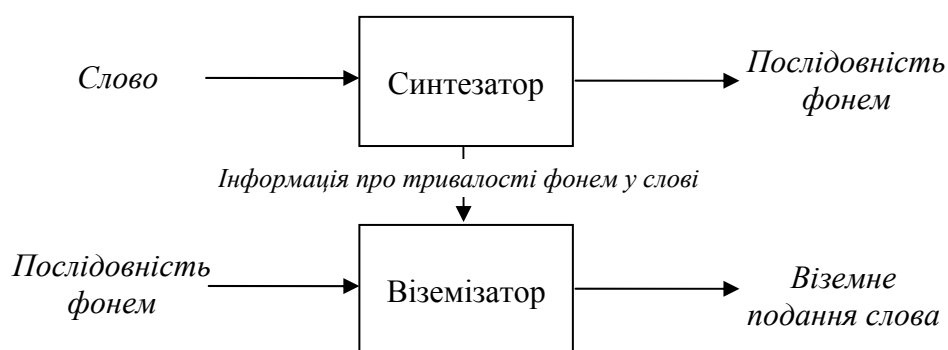 Слово
Синтезатор
Послідовність
фонем
Інформація про тривалості фонем у слові
Послідовність
фонем
Віземізатор
Віземне
подання слова